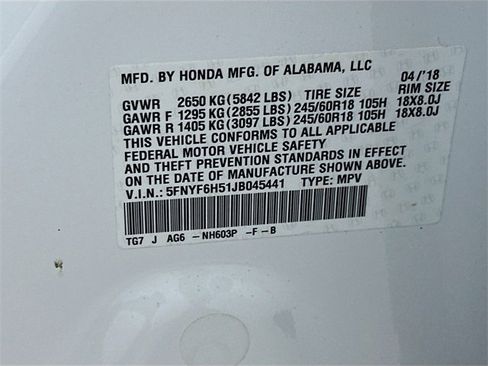 MFD. BY HONDA MFG. OF ALABAMA, LLC 04/'18
GVWR 2650 KG(5842 LBS) TIRE SIZE RIM SIZE
GAWR F 1295 KG(2855 LBS)245/60R18 105H 18X8.0J
GAWR R 1405 KG(3097 LBS)245/60R18 105H 18X8.0J
THIS VEHICLE CONFORMS TO ALL APPLICABLE
FEDERAL MOTOR VEHICLE SAFETY, BUMPER,
AND THEFT PREVENTION STANDARDS IN EFFECT
ON THE DATE OF MANUFACTURE SHOWN ABOVE.
V.I.N.: 5FNYF6H51JB045441 TYPE: MPV
TG7 J AG6 -NH603P -F-B